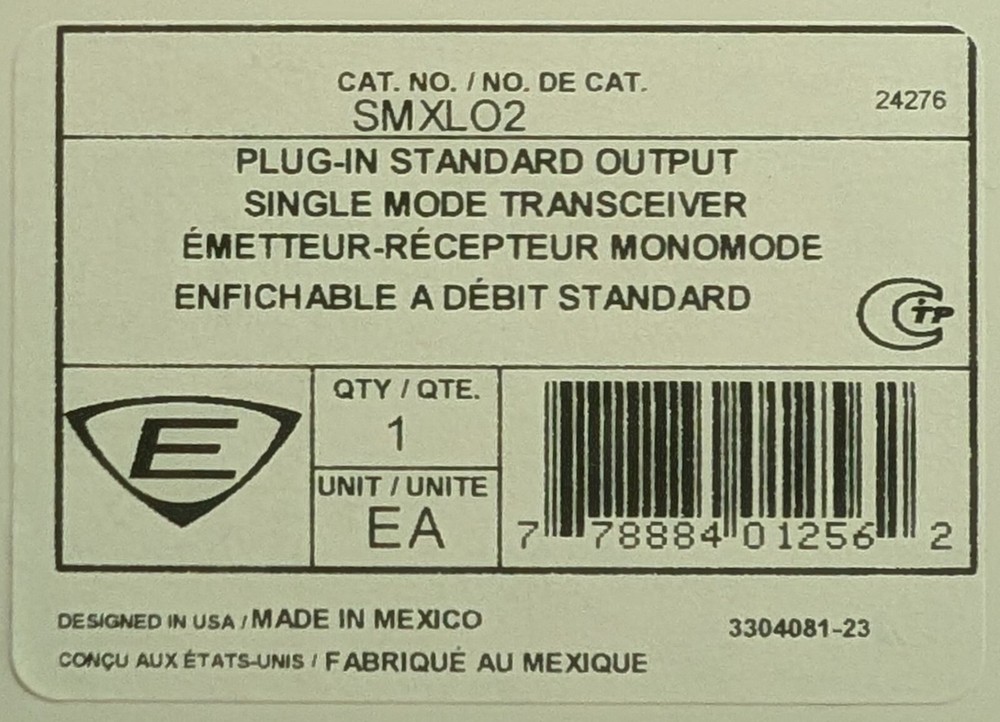 CAT. NO. / NO. DE CAT.
SMXLO2
24276
PLUG-IN STANDARD OUTPUT
SINGLE MODE TRANSCEIVER
ÉMETTEUR-RÉCEPTEUR MONOMODE
ENFICHABLE A DÉBIT STANDARD
CTP
E
QTY / QTE.
1
UNIT / UNITE
EA
7 78884 01256 2
DESIGNED IN USA / MADE IN MEXICO
3304081-23
CONÇU AUX ÉTATS-UNIS / FABRIQUÉ AU MEXIQUE